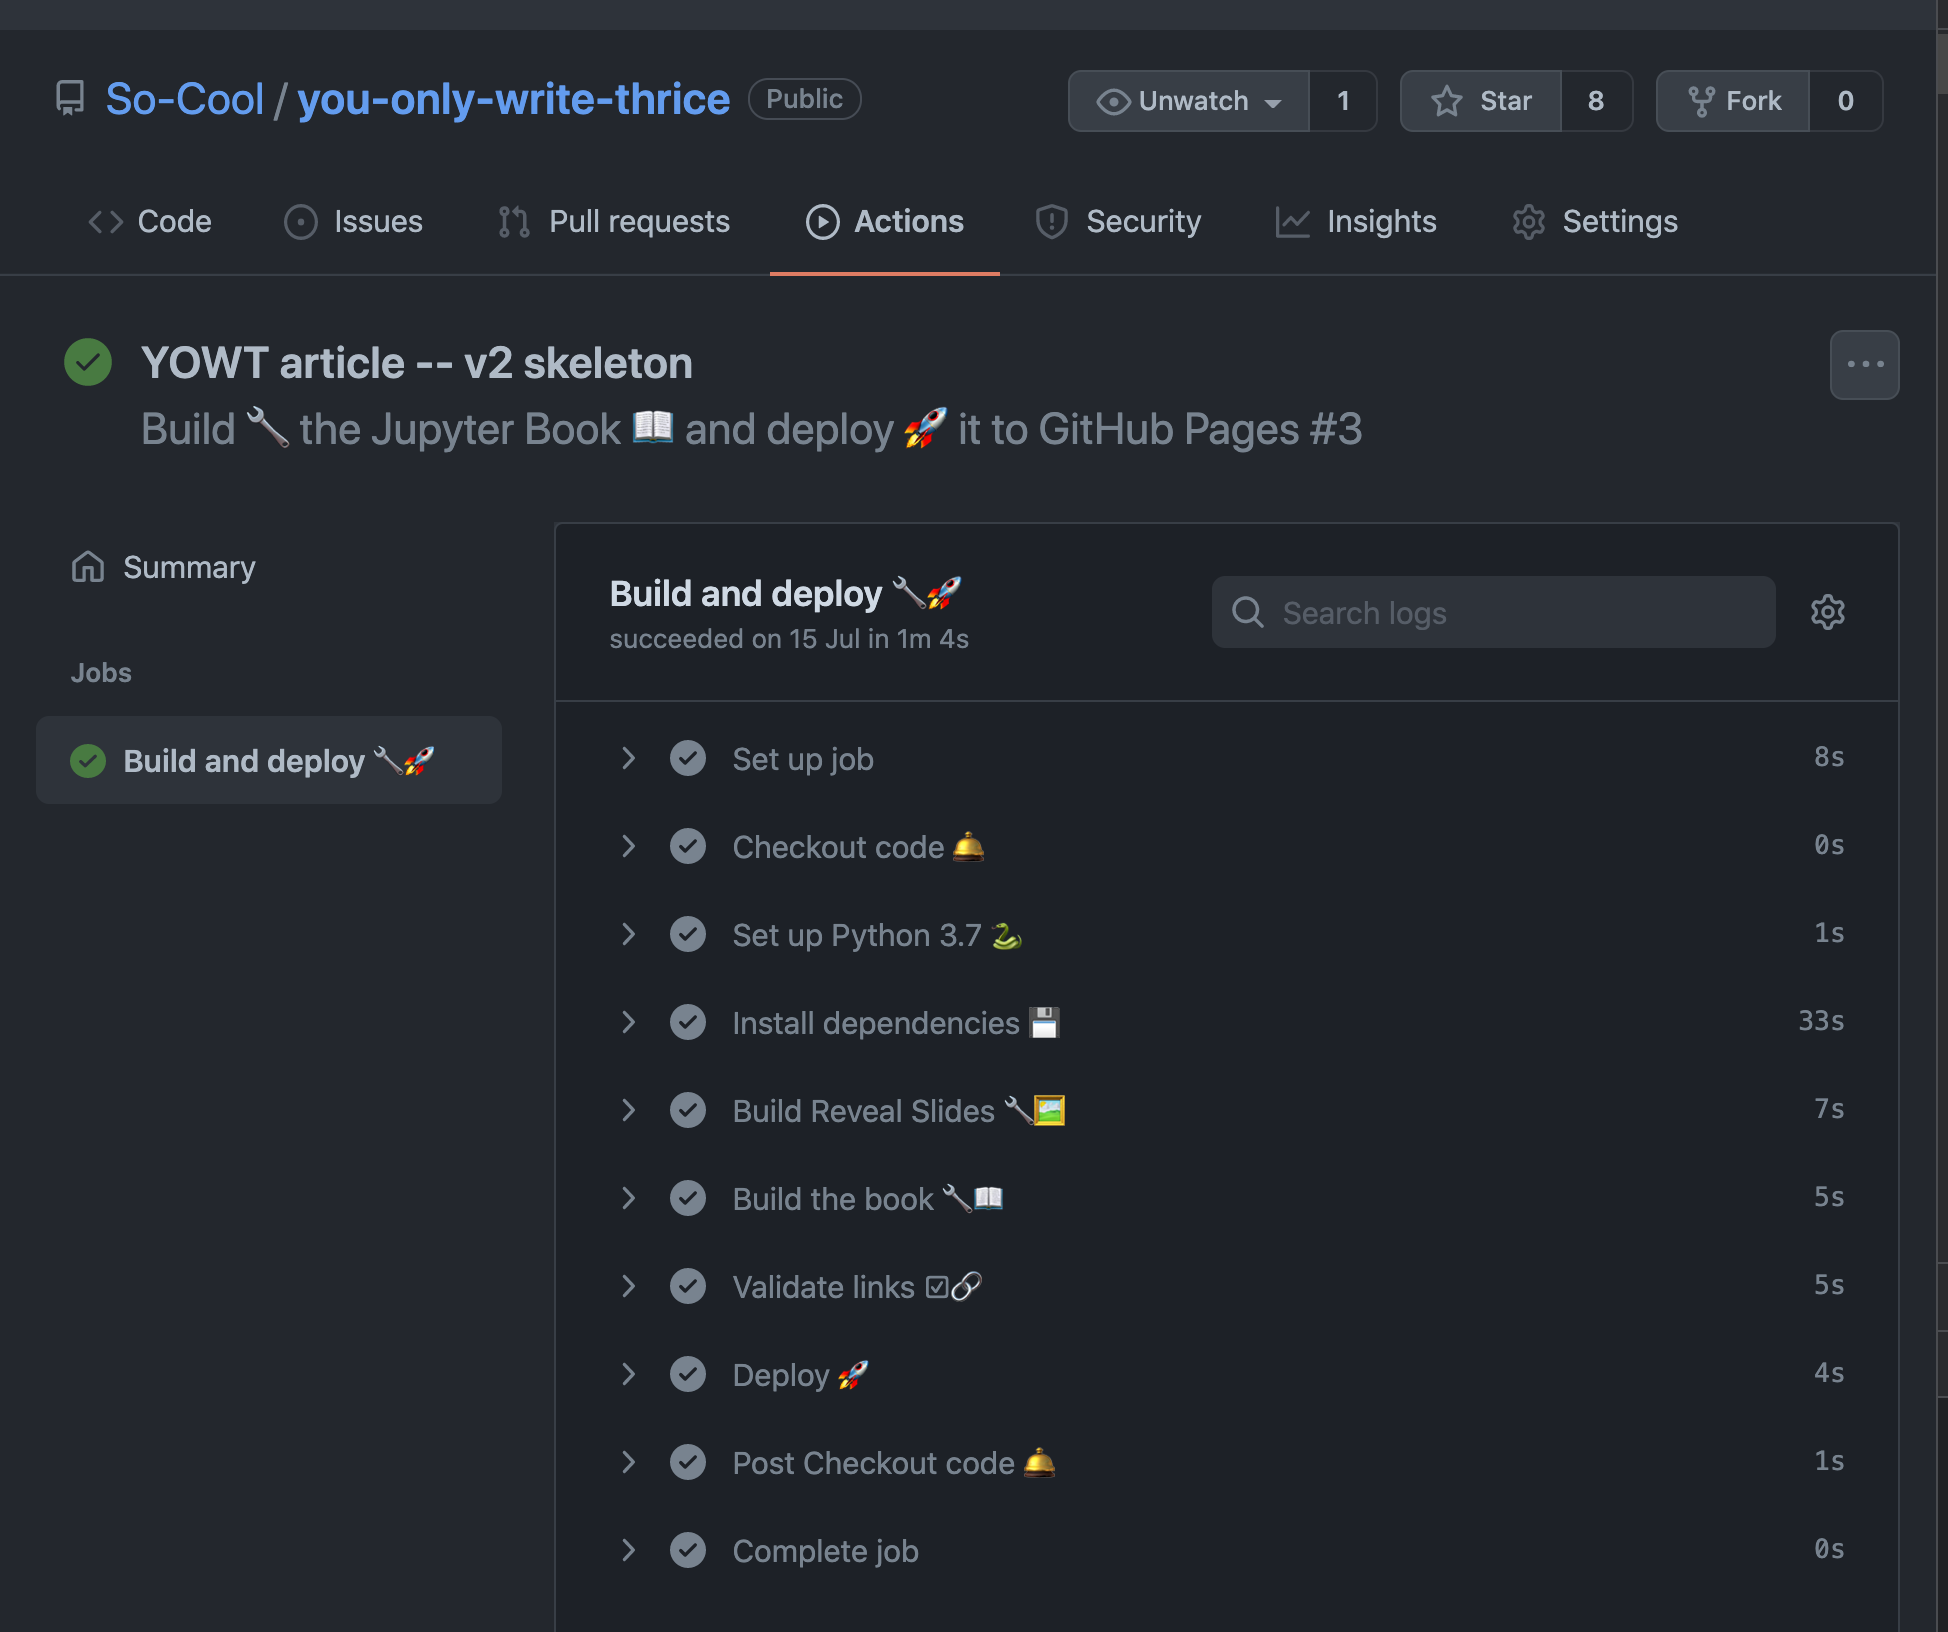 So-Cool / you-only-write-thrice Public Unwatch 1 Star 8 Fork 0
Code Issues Pull requests Actions Security Insights Settings
YOWT article -- v2 skeleton
Build 🔧 the Jupyter Book 📖 and deploy 🚀 it to GitHub Pages #3
Summary
Jobs
Build and deploy 🔧🚀
Build and deploy 🔧🚀
succeeded on 15 Jul in 1m 4s
Search logs
Set up job 8s
Checkout code 🛎️ 0s
Set up Python 3.7 🐍 1s
Install dependencies 💾 33s
Build Reveal Slides 🔧🖼️ 7s
Build the book 🔧📖 5s
Validate links ☑🔗 5s
Deploy 🚀 4s
Post Checkout code 🛎️ 1s
Complete job 0s